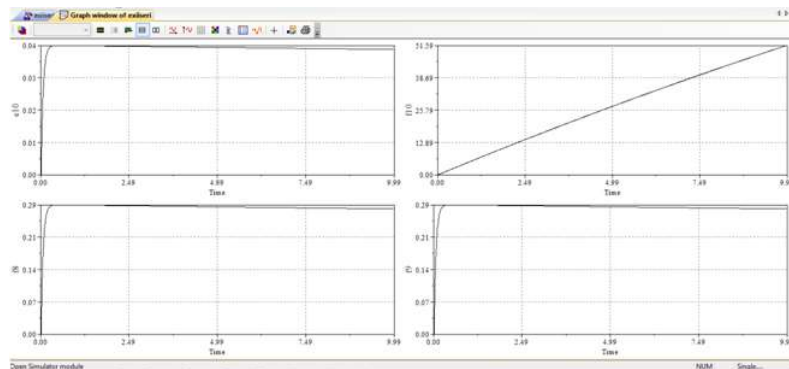 Graph window of exilseri
0.04
0.03
0.02
0.01
0.00
0.00 2.49 4.99 7.49 9.99
Time
51.59
38.69
25.79
12.89
0.00
0.00 2.49 4.99 7.49 9.99
Time
0.29
0.21
0.14
0.07
0.00
0.00 2.49 4.99 7.49 9.99
Time
0.29
0.21
0.14
0.07
0.00
0.00 2.49 4.99 7.49 9.99
Time
Open Simulator module NUM Single...